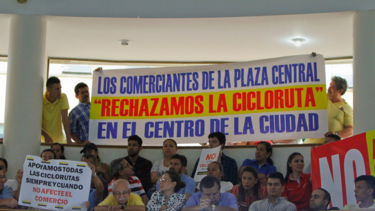 LOS COMERCIANTES DE LA PLAZA CENTRAL
"RECHAZAMOS LA CICLORUTA"
EN EL CENTRO DE LA CIUDAD
APOYAMOS TODAS
LAS CICLORUTAS
SIEMPRE Y CUANDO
NO AFECTE EL
COMERCIO
NO
NO